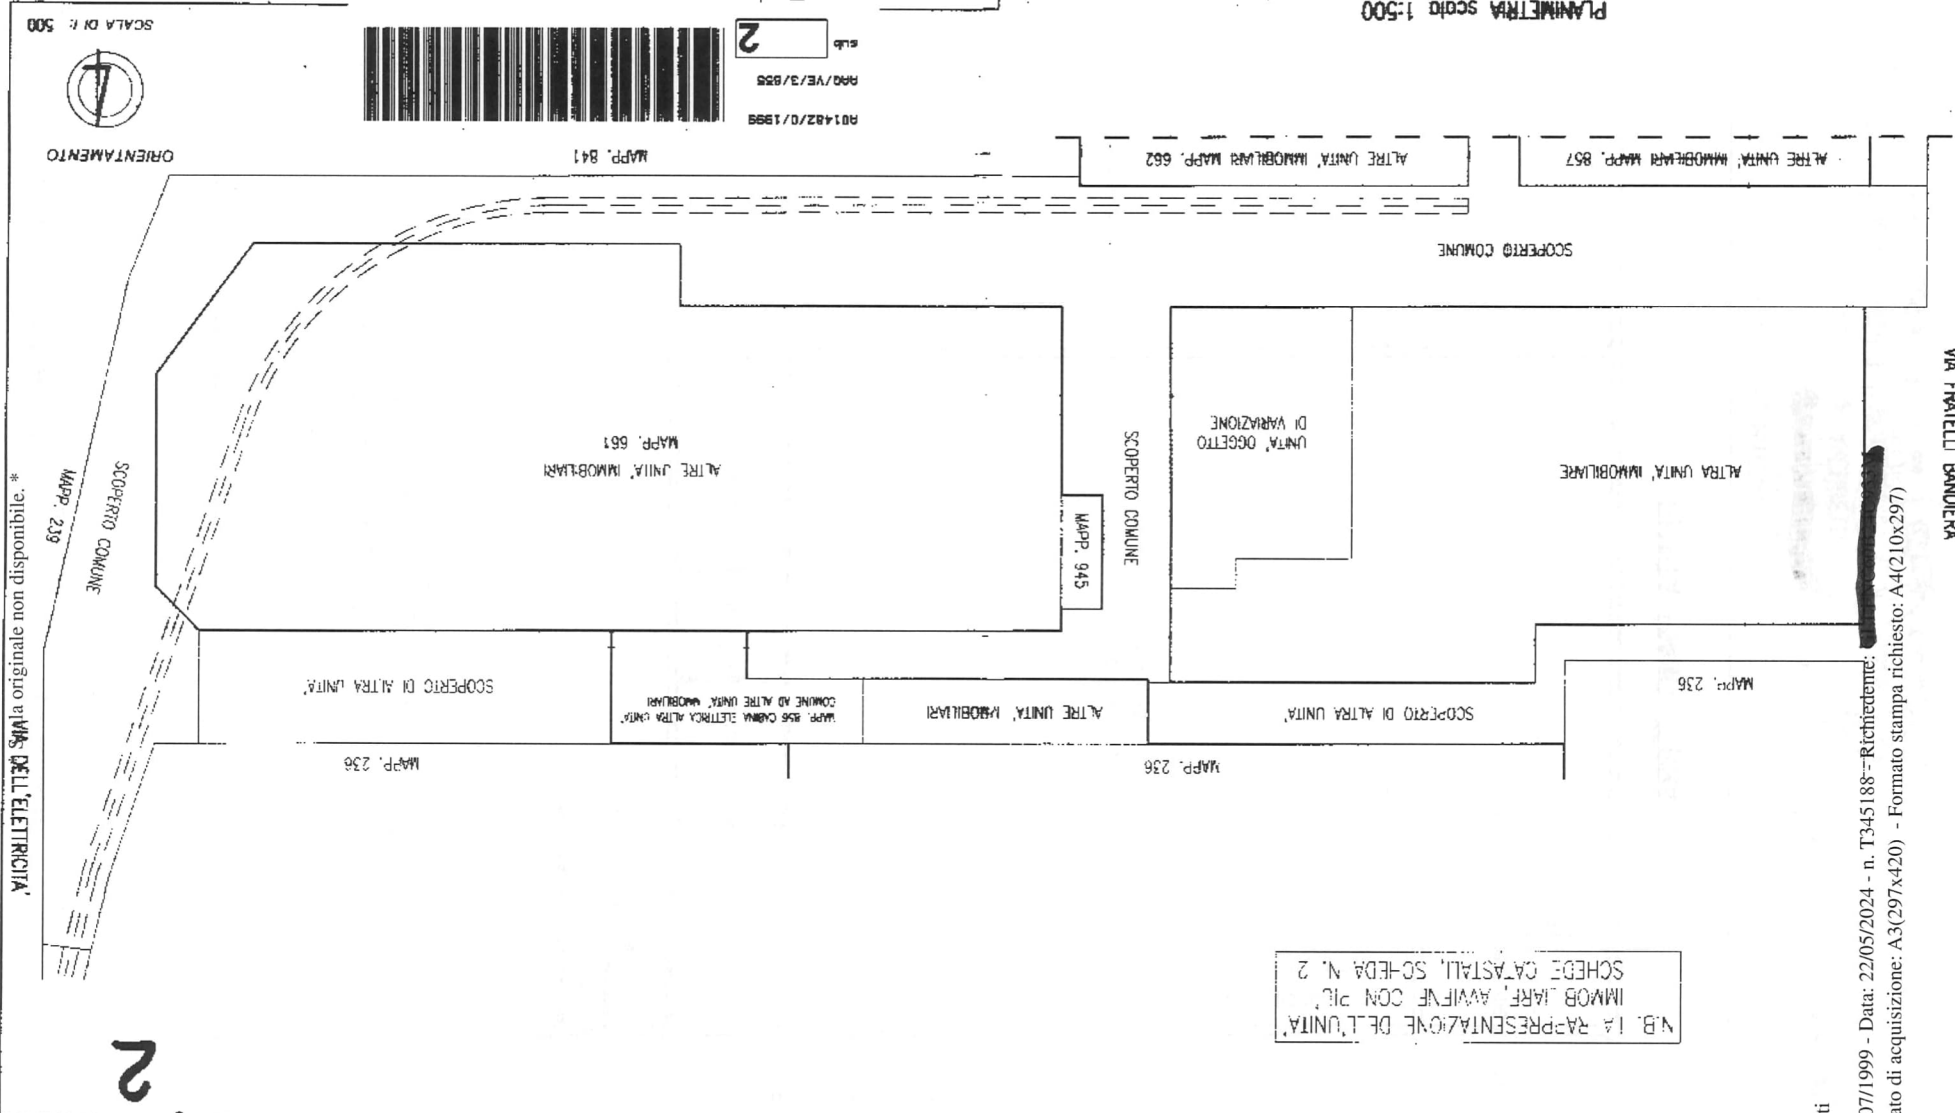 PLANIMETRIA scala 1:500
SCALA DI 1: 500
ORIENTAMENTO
sub 2
AAQ/VE/3/855
A01482/0/1999
MAPP. 841
ALTRE UNITA' IMMOBILIARI MAPP. 662
ALTRE UNITA' IMMOBILIARI MAPP. 857
SCOPERTO COMUNE
VIA FRATELLI BANDIERA
ALTRE UNITA' IMMOBILIARI
MAPP. 661
SCOPERTO COMUNE
MAPP. 239
MAPP. 945
SCOPERTO COMUNE
UNITA' OGGETTO
DI VARIAZIONE
ALTRA UNITA' IMMOBILIARE
SCOPERTO DI ALTRA UNITA'
MAPP. 856 CABINA ELETTRICA ALTRA UNITA'
COMUNE AD ALTRE UNITA' IMMOBILIARI
ALTRE UNITA' IMMOBILIARI
SCOPERTO DI ALTRA UNITA'
MAPP. 236
MAPP. 236
MAPP. 236
VIA DELL'ELETTRICITA'
la originale non disponibile. *
N.B. LA RAPPRESENTAZIONE DELL'UNITA'
IMMOBILIARE, AVVIENE CON PIU'
SCHEDE CATASTALI, SCHEDA N. 2
2
07/1999 - Data: 22/05/2024 - n. T345188 - Richiedente:
ato di acquisizione: A3(297x420) - Formato stampa richiesto: A4(210x297)
ti